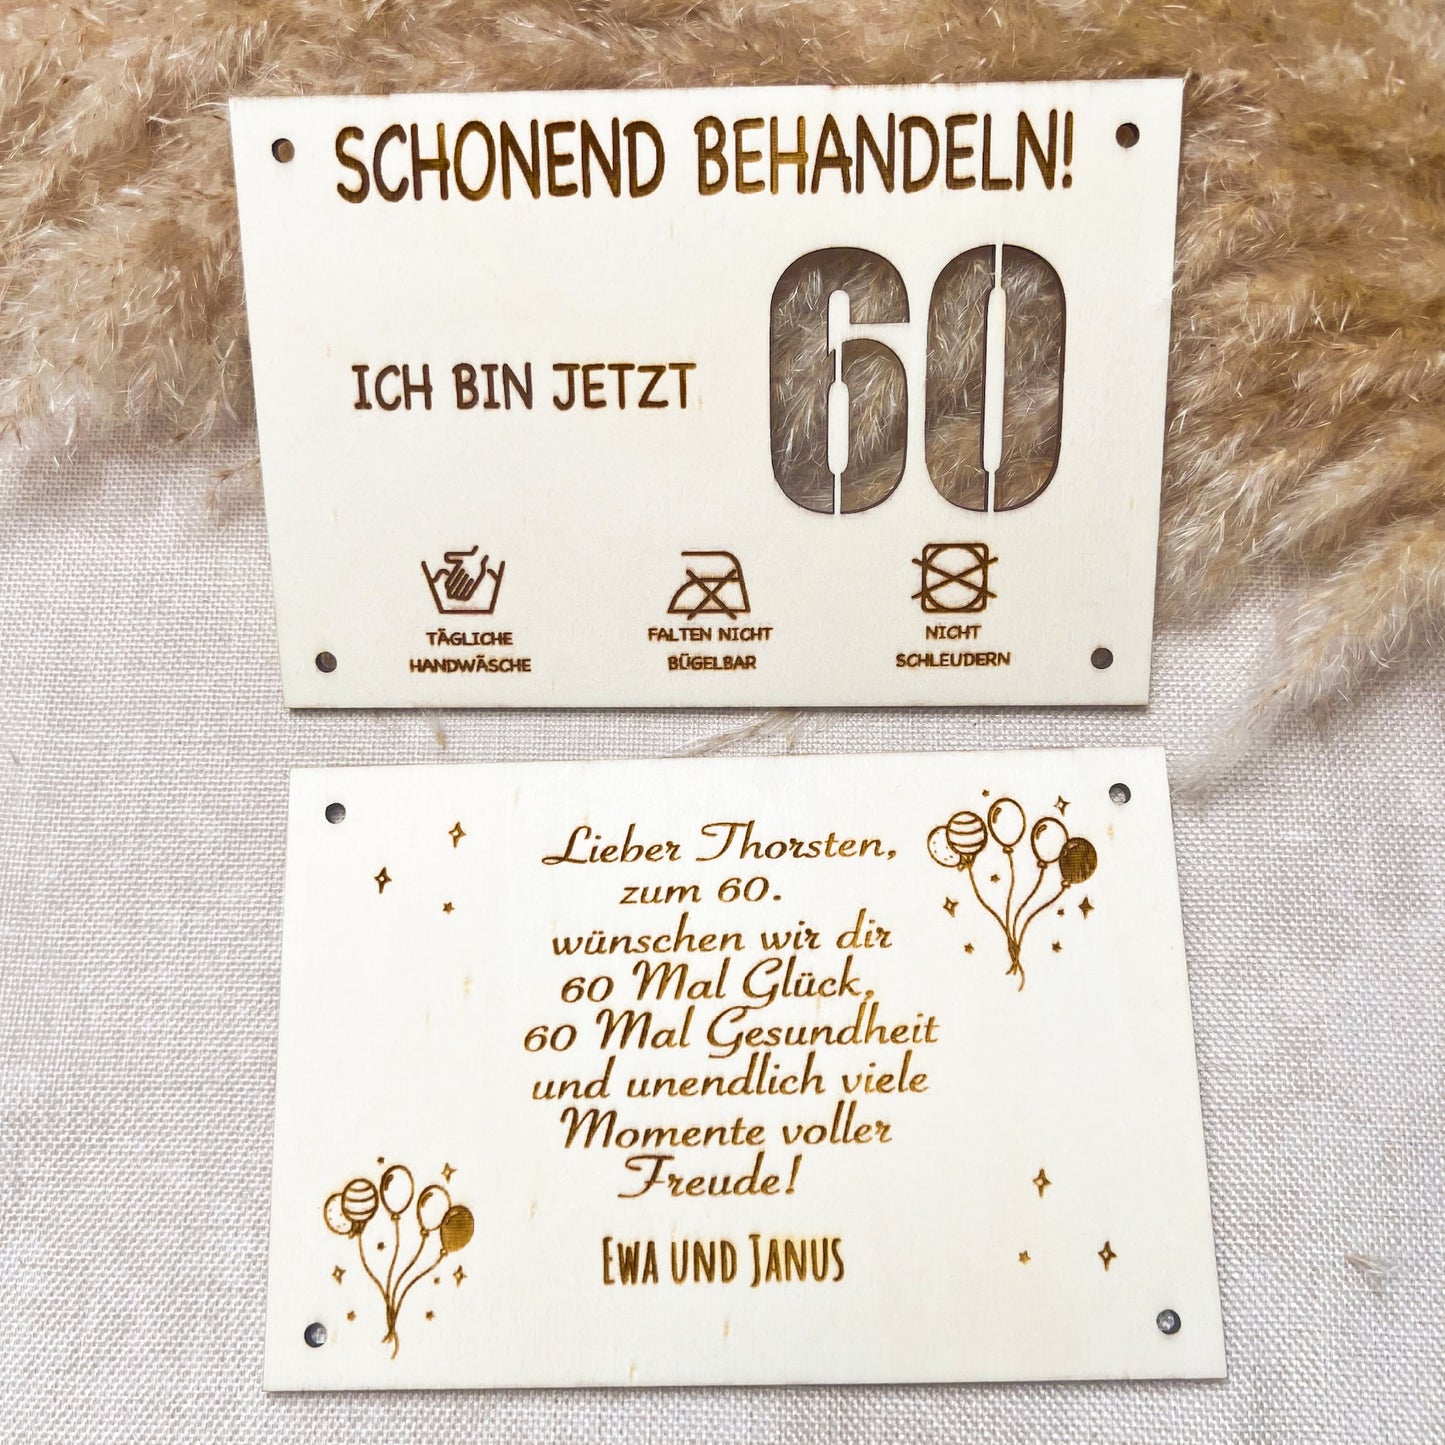 SCHONEND BEHANDELN!
ICH BIN JETZT 60
TÄGLICHE HANDWÄSCHE
FALTEN NICHT BÜGELBAR
NICHT SCHLEUDERN
Lieber Thorsten,
zum 60.
wünschen wir dir
60 Mal Glück,
60 Mal Gesundheit
und unendlich viele
Momente voller
Freude!
EWA UND JANUS